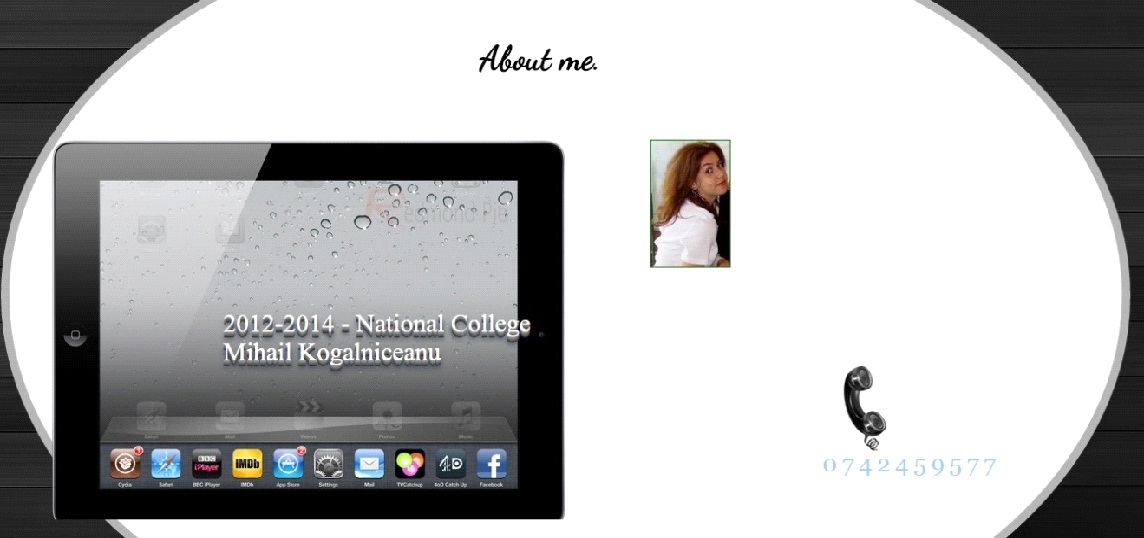 About me.
2012-2014 - National College
Mihail Kogalniceanu
0742459577
Cydia
Safari
BBC iPlayer
IMDb
App Store
Settings
Mail
TVCatchup
4oD Catch Up
Facebook